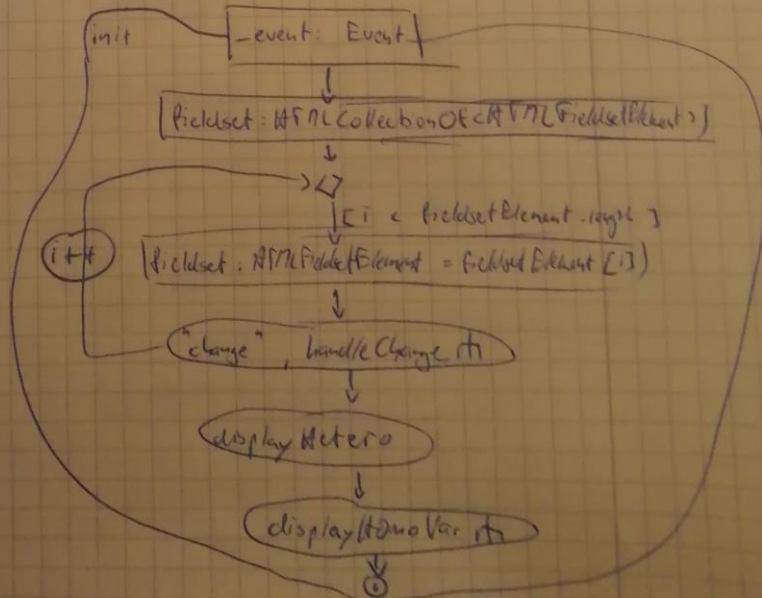 init
_event: Event
fieldset: HTMLCollectionOf<HTMLFieldsetElement>
[i < fieldsetElement.length]
i++
fieldset: HTMLFieldsetElement = fieldsetElement[i]
"change", handleChange
displayHetero
displayHomoVar